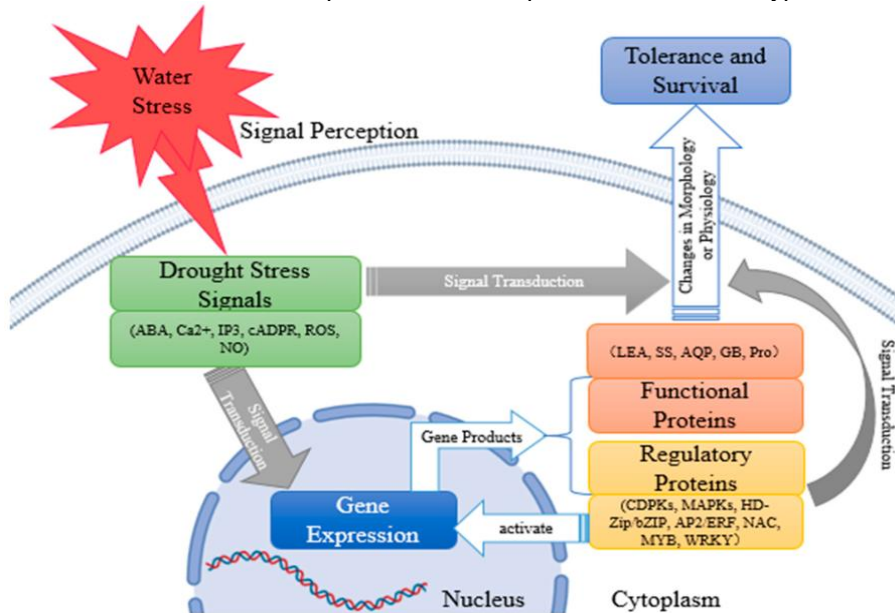 Water
Stress
Signal Perception
Tolerance and
Survival
Changes in Morphology
or Physiology
Drought Stress
Signals
(ABA, Ca2+, IP3, cADPR, ROS,
NO)
Signal Transduction
Signal
Transduction
(LEA, SS, AQP, GB, Pro)
Functional
Proteins
Regulatory
Proteins
(CDPKs, MAPKs, HD-
Zip/bZIP, AP2/ERF, NAC,
MYB, WRKY)
Signal Transduction
Gene Products
activate
Gene
Expression
Nucleus
Cytoplasm